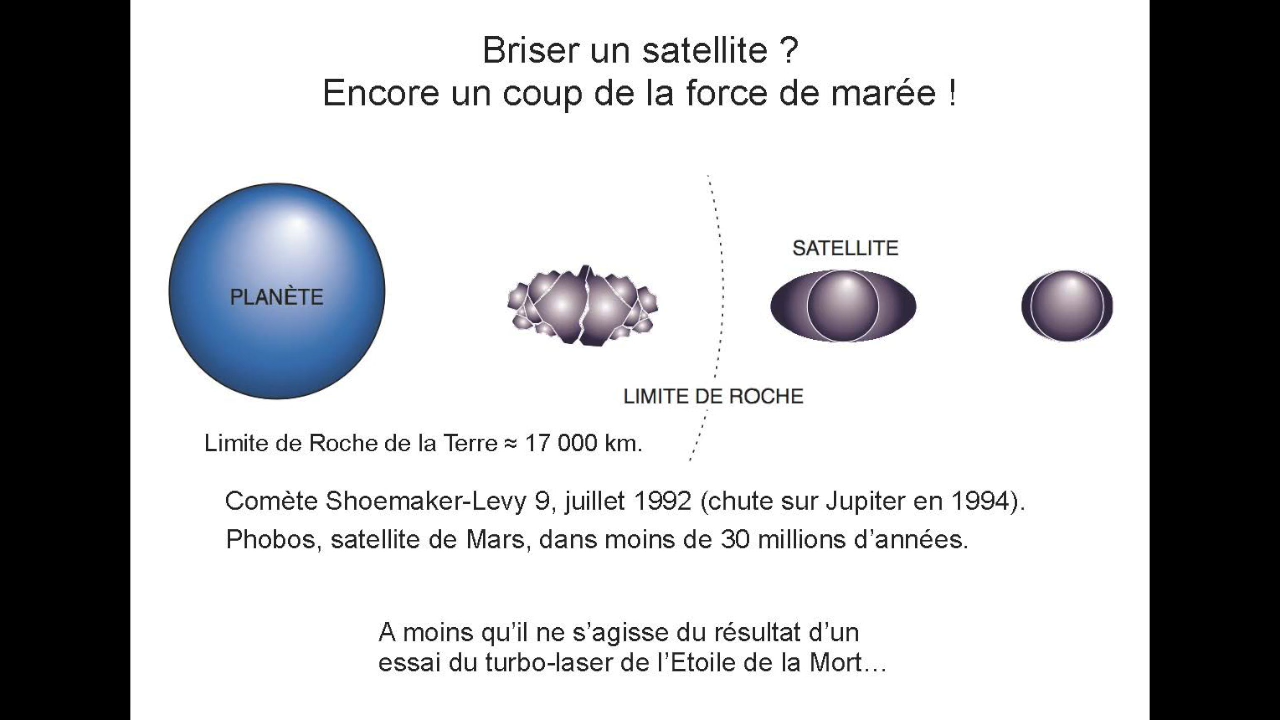 Briser un satellite ?
Encore un coup de la force de marée !
SATELLITE
PLANÈTE
LIMITE DE ROCHE
Limite de Roche de la Terre ≈ 17 000 km.
Comète Shoemaker-Levy 9, juillet 1992 (chute sur Jupiter en 1994).
Phobos, satellite de Mars, dans moins de 30 millions d’années.
A moins qu’il ne s’agisse du résultat d’un
essai du turbo-laser de l’Etoile de la Mort…